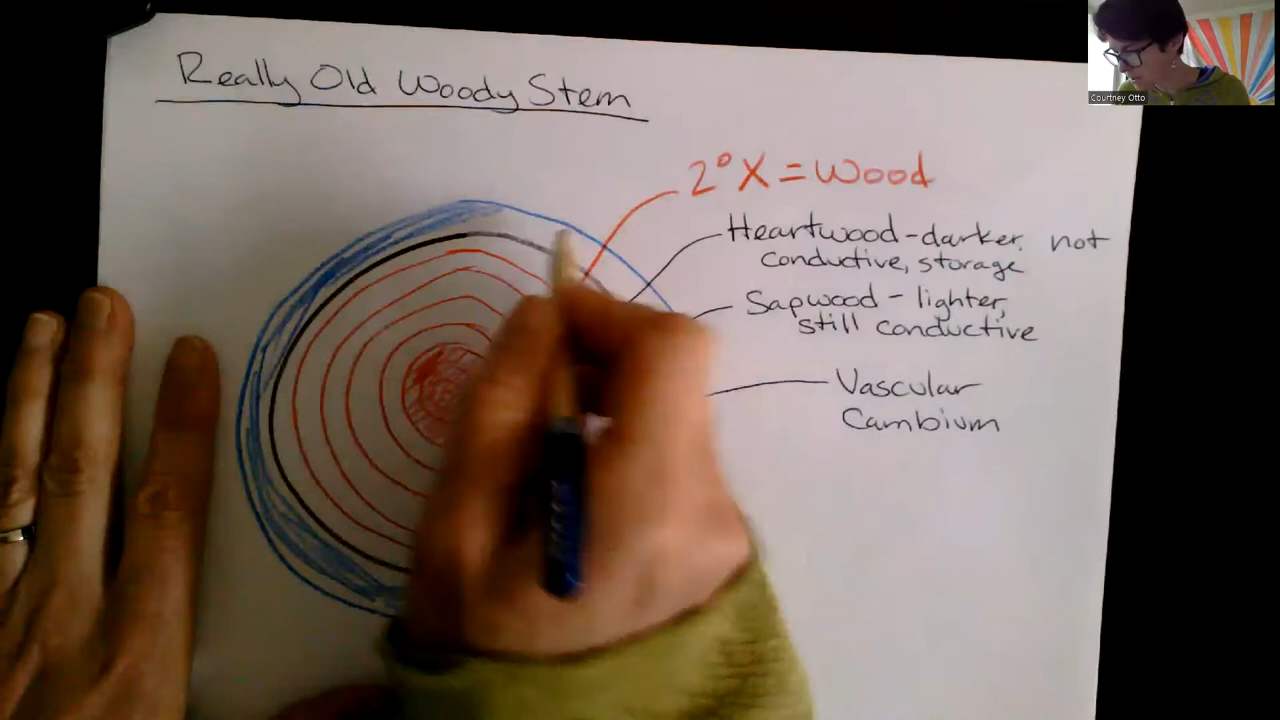 Really Old Woody Stem
2° X = Wood
Heartwood - darker, not
conductive, storage
Sapwood - lighter,
still conductive
Vascular
Cambium
Courtney Otto